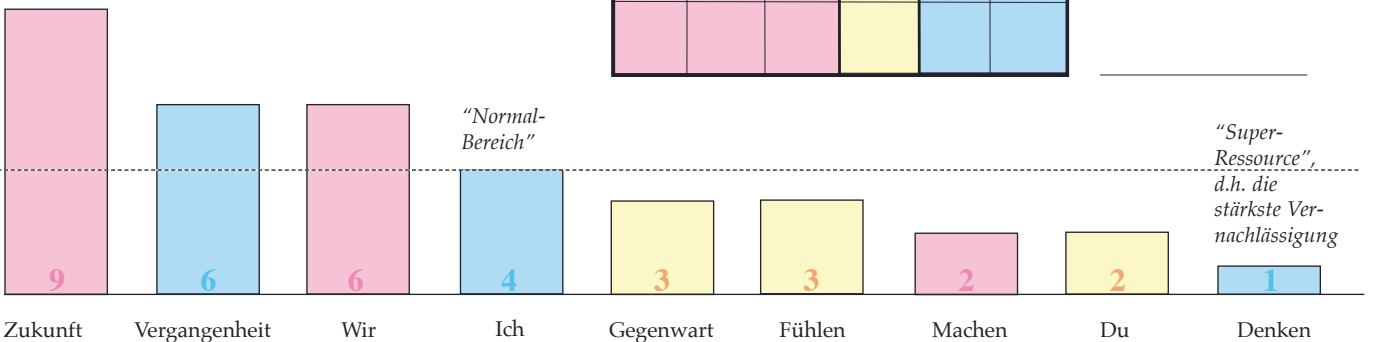 “Normal-
Bereich”
“Super-
Ressource”,
d.h. die
stärkste Ver-
nachlässigung
9 6 6 4 3 3 2 2 1
Zukunft Vergangenheit Wir Ich Gegenwart Fühlen Machen Du Denken